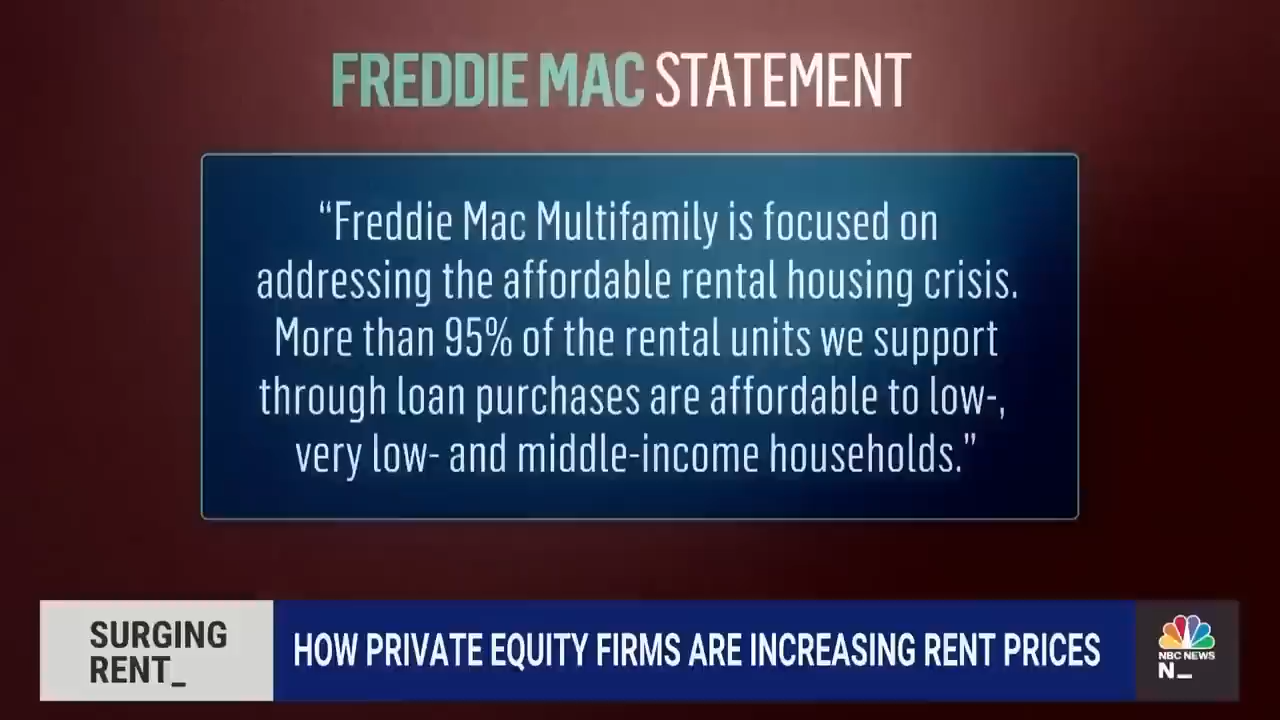 FREDDIE MAC STATEMENT
“Freddie Mac Multifamily is focused on
addressing the affordable rental housing crisis.
More than 95% of the rental units we support
through loan purchases are affordable to low-,
very low- and middle-income households.”
SURGING
RENT_
HOW PRIVATE EQUITY FIRMS ARE INCREASING RENT PRICES
NBC NEWS
N_